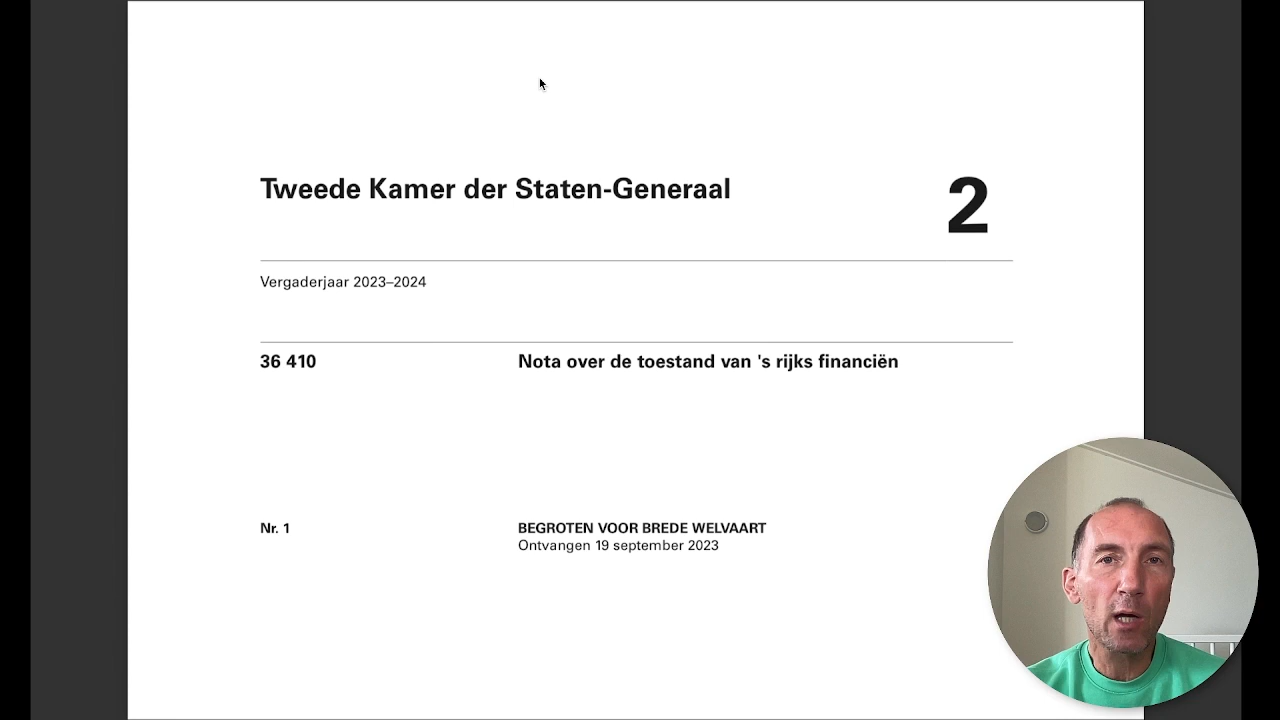 Tweede Kamer der Staten-Generaal
2
Vergaderjaar 2023–2024
36 410
Nota over de toestand van 's rijks financiën
Nr. 1
BEGROTEN VOOR BREDE WELVAART
Ontvangen 19 september 2023